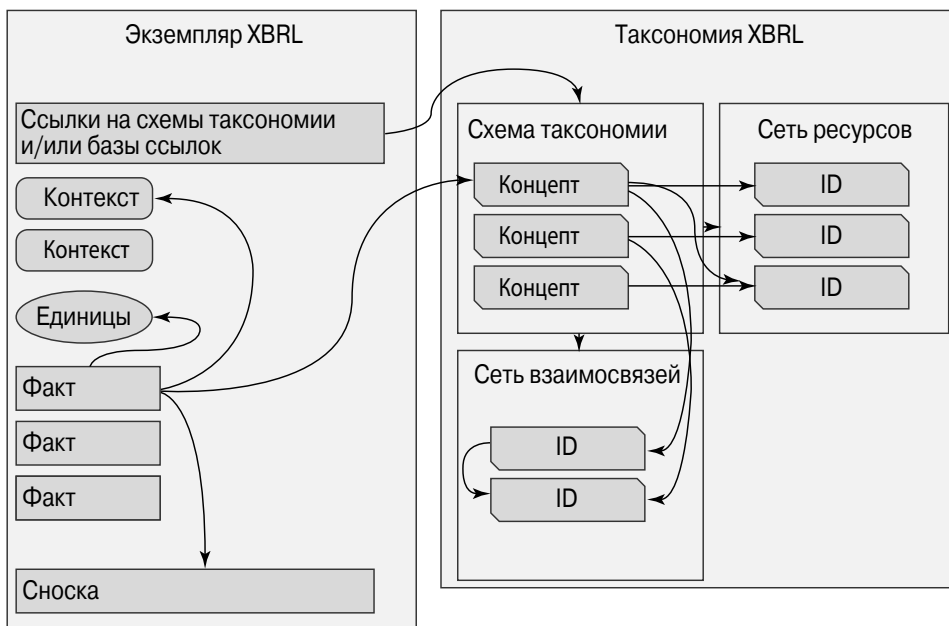 Экземпляр XBRL
Ссылки на схемы таксономии
и/или базы ссылок
Контекст
Контекст
Единицы
Факт
Факт
Факт
Сноска
Таксономия XBRL
Схема таксономии
Концепт
Концепт
Концепт
Сеть ресурсов
ID
ID
ID
Сеть взаимосвязей
ID
ID